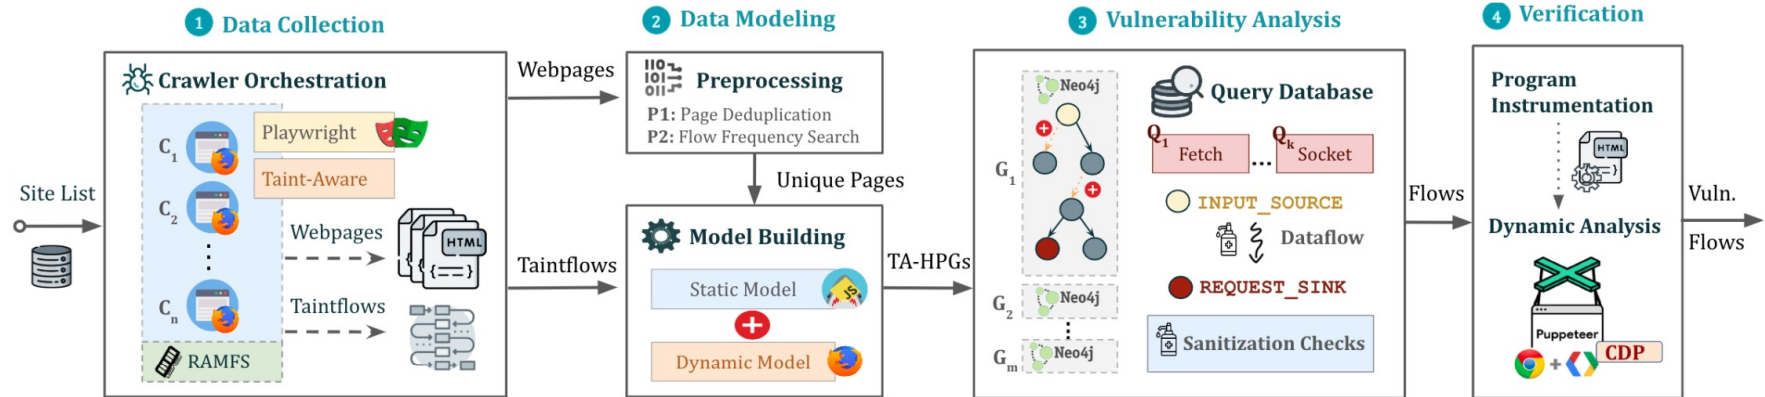 1 Data Collection
Site List
Crawler Orchestration
C1
C2
Cn
Playwright
Taint-Aware
RAMFS
Webpages
HTML
Taintflows
Webpages
Taintflows
2 Data Modeling
110
101
011
Preprocessing
P1: Page Deduplication
P2: Flow Frequency Search
Unique Pages
Model Building
Static Model
JS
Dynamic Model
TA-HPGs
3 Vulnerability Analysis
G1
Neo4j
G2
Neo4j
Gm
Neo4j
Query Database
Q1 Fetch
...
Qk Socket
INPUT_SOURCE
Dataflow
REQUEST_SINK
Sanitization Checks
Flows
4 Verification
Program
Instrumentation
HTML
Dynamic Analysis
Puppeteer
+
CDP
Vuln.
Flows